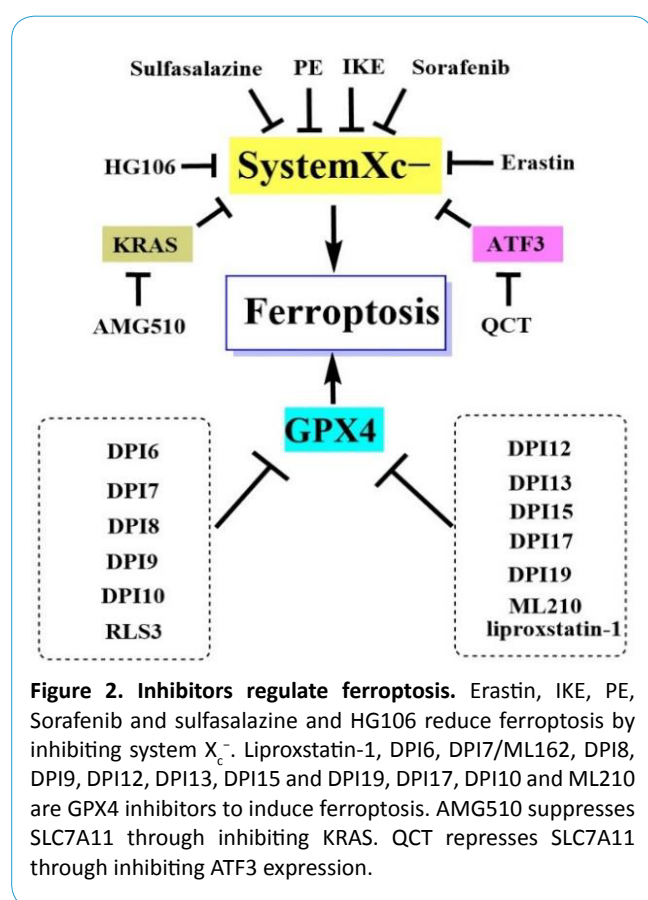 Sulfasalazine PE IKE Sorafenib
HG106 SystemXc− Erastin
KRAS ATF3
Ferroptosis
AMG510 QCT
GPX4
DPI6
DPI7
DPI8
DPI9
DPI10
RLS3
DPI12
DPI13
DPI15
DPI17
DPI19
ML210
liproxstatin-1
Figure 2. Inhibitors regulate ferroptosis. Erastin, IKE, PE,
Sorafenib and sulfasalazine and HG106 reduce ferroptosis by
inhibiting system Xc−. Liproxstatin-1, DPI6, DPI7/ML162, DPI8,
DPI9, DPI12, DPI13, DPI15 and DPI19, DPI17, DPI10 and ML210
are GPX4 inhibitors to induce ferroptosis. AMG510 suppresses
SLC7A11 through inhibiting KRAS. QCT represses SLC7A11
through inhibiting ATF3 expression.